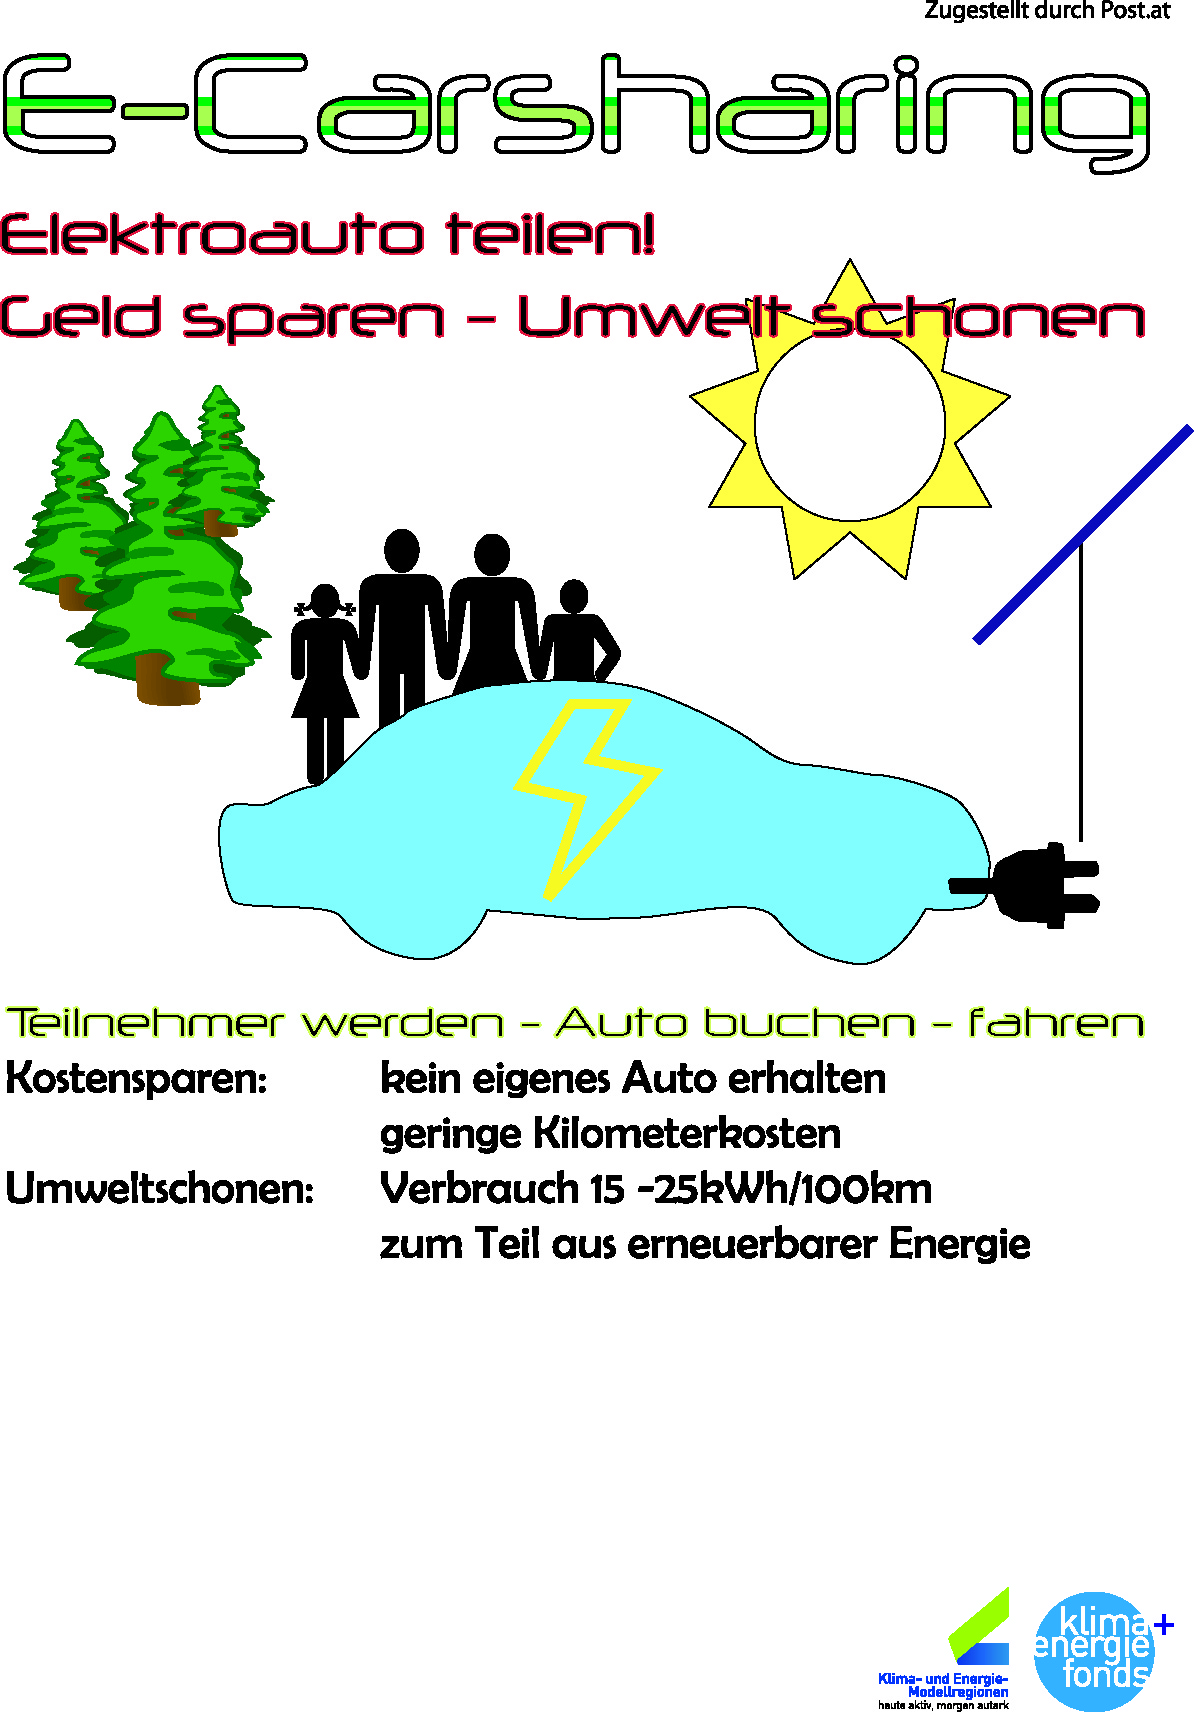 Zugestellt durch Post.at
E-Carsharing
Elektroauto teilen!
Geld sparen - Umwelt schonen
Teilnehmer werden - Auto buchen - fahren
Kostensparen: kein eigenes Auto erhalten
geringe Kilometerkosten
Umweltschonen: Verbrauch 15 -25kWh/100km
zum Teil aus erneuerbarer Energie
Klima- und Energie-
Modellregionen
heute aktiv, morgen autark
klima+
energie
fonds